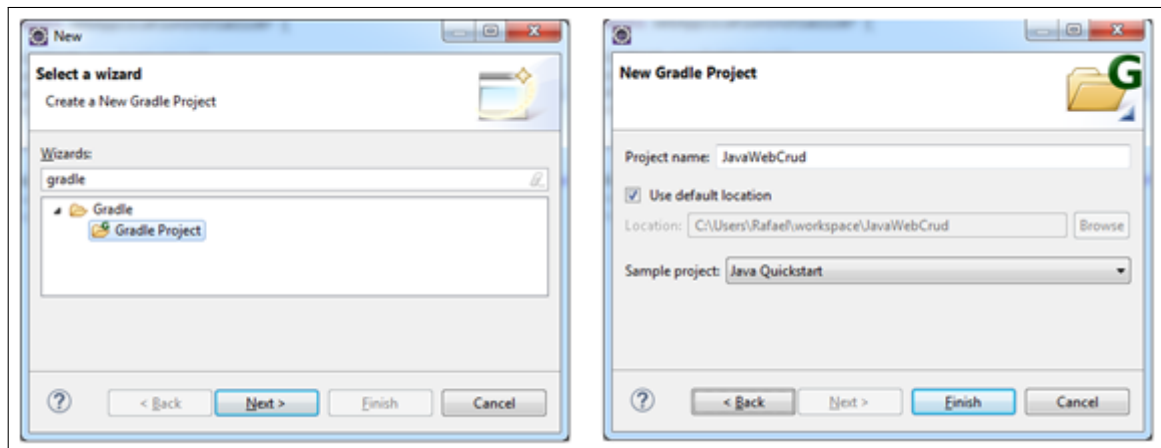 New
Select a wizard
Create a New Gradle Project
Wizards:
gradle
Gradle
Gradle Project
< Back Next > Finish Cancel
New Gradle Project
G
Project name: JavaWebCrud
Use default location
Location: C:\Users\Rafael\workspace\JavaWebCrud Browse
Sample project: Java Quickstart
< Back Next > Finish Cancel